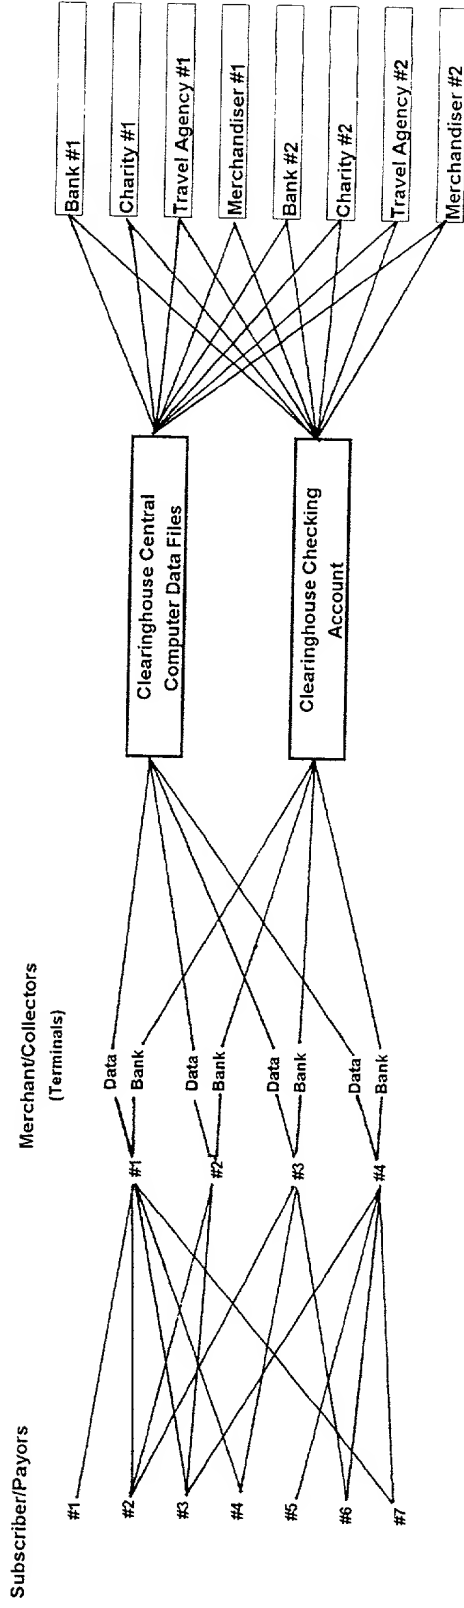 Subscriber/Payors
#1
#2
#3
#4
#5
#6
#7
Merchant/Collectors
(Terminals)
#1
#2
#3
#4
Data
Bank
Data
Bank
Data
Bank
Data
Bank
Clearinghouse Central
Computer Data Files
Clearinghouse Checking
Account
Bank #1
Charity #1
Travel Agency #1
Merchandiser #1
Bank #2
Charity #2
Travel Agency #2
Merchandiser #2